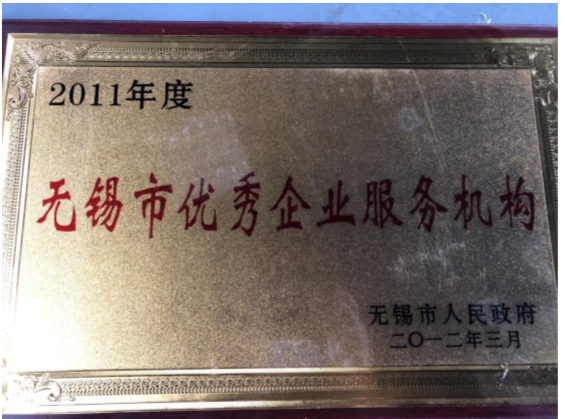 2011年度
无锡市优秀企业服务机构
无锡市人民政府
二〇一二年三月